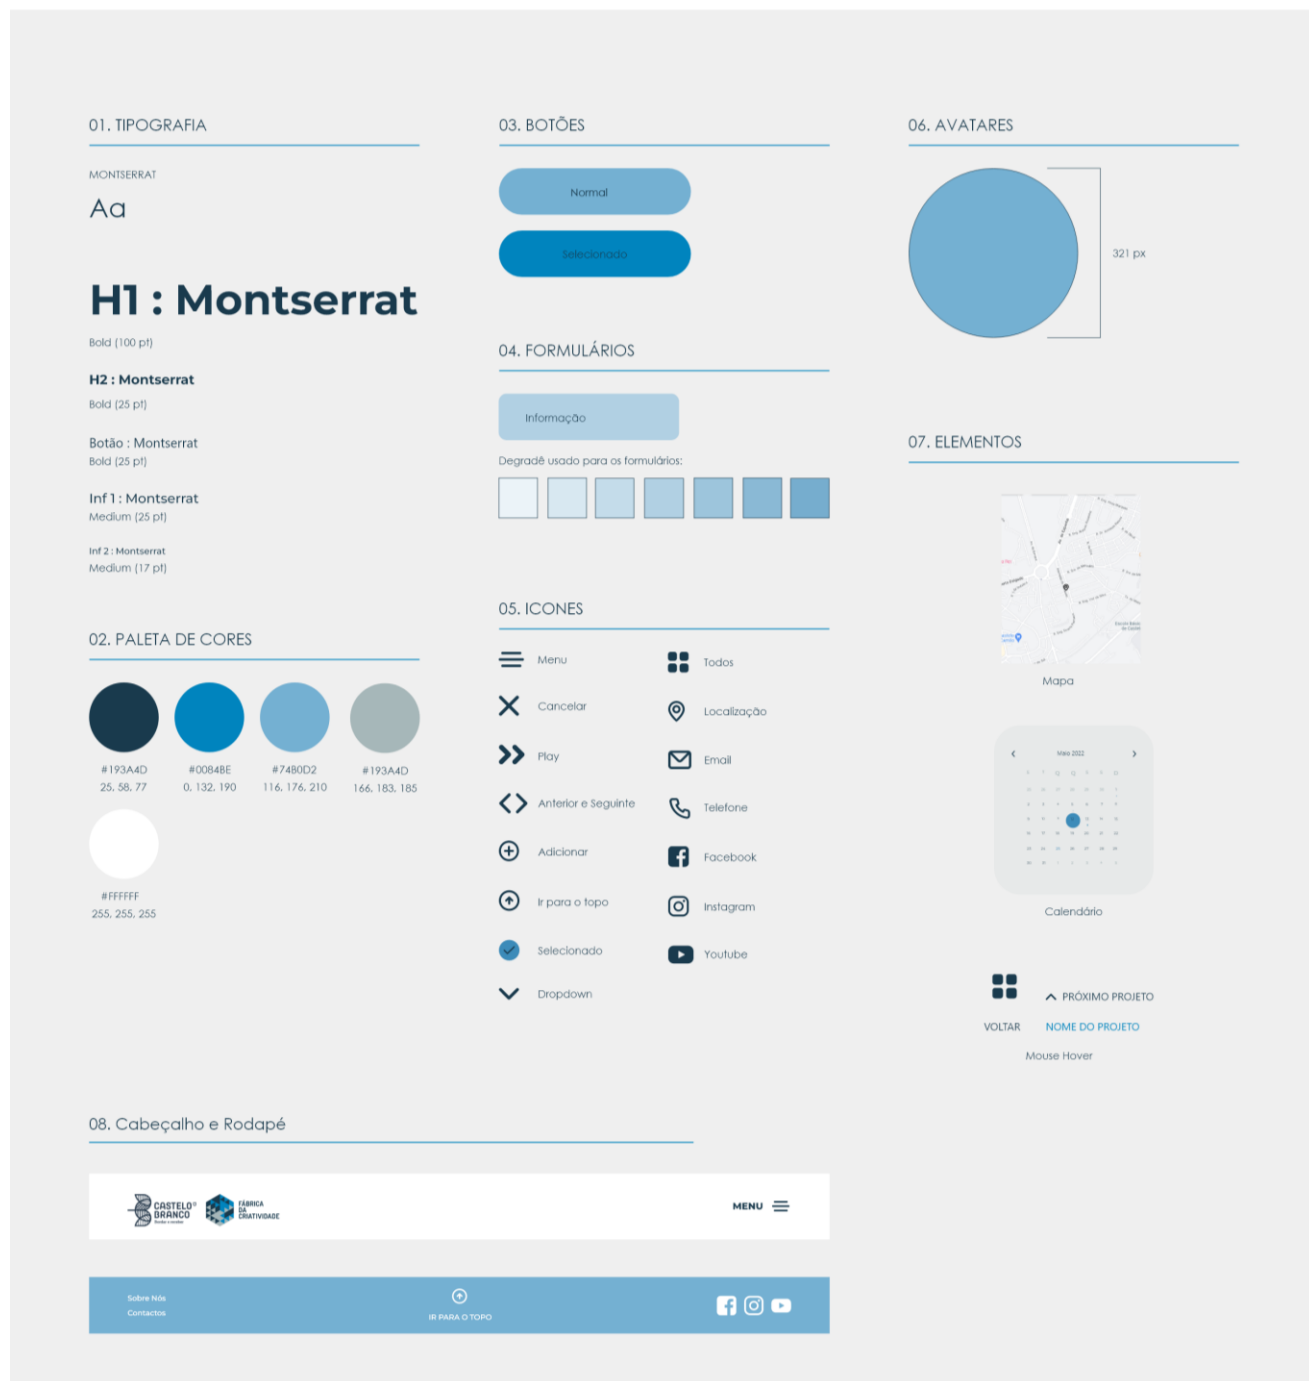 01. TIPOGRAFIA
MONTSERRAT
Aa
H1 : Montserrat
Bold (100 pt)
H2 : Montserrat
Bold (25 pt)
Botão : Montserrat
Bold (25 pt)
Inf 1 : Montserrat
Medium (25 pt)
Inf 2 : Montserrat
Medium (17 pt)
02. PALETA DE CORES
#193A4D
25, 58, 77
#0084BE
0, 132, 190
#74B0D2
116, 176, 210
#193A4D
166, 183, 185
#FFFFFF
255, 255, 255
03. BOTÕES
Normal
Selecionado
04. FORMULÁRIOS
Informação
Degradê usado para os formulários:
05. ICONES
Menu
Cancelar
Play
Anterior e Seguinte
Adicionar
Ir para o topo
Selecionado
Dropdown
Todos
Localização
Email
Telefone
Facebook
Instagram
Youtube
06. AVATARES
321 px
07. ELEMENTOS
Mapa
Maio 2022
Calendário
VOLTAR
PRÓXIMO PROJETO
NOME DO PROJETO
Mouse Hover
08. Cabeçalho e Rodapé
CASTELO
BRANCO
FÁBRICA
DA
CRIATIVIDADE
MENU
Sobre Nós
Contactos
IR PARA O TOPO